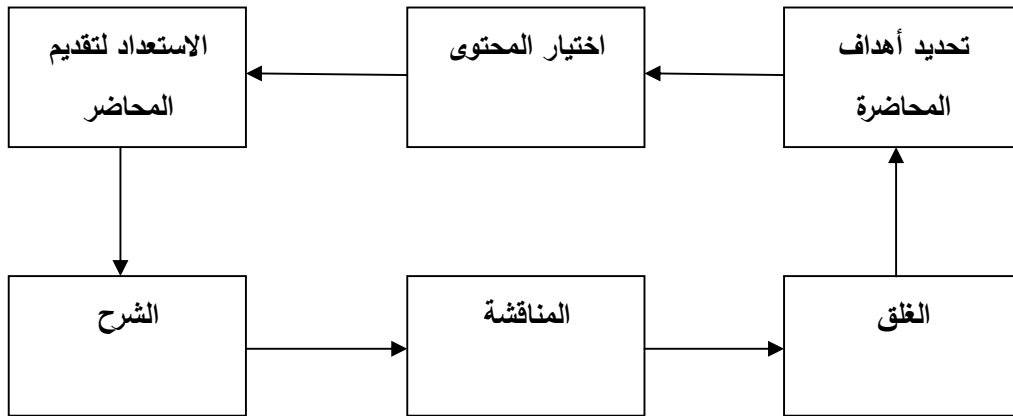 تحديد أهداف
المحاضرة
اختيار المحتوى
الاستعداد لتقديم
المحاضر
الشرح
المناقشة
الغلق